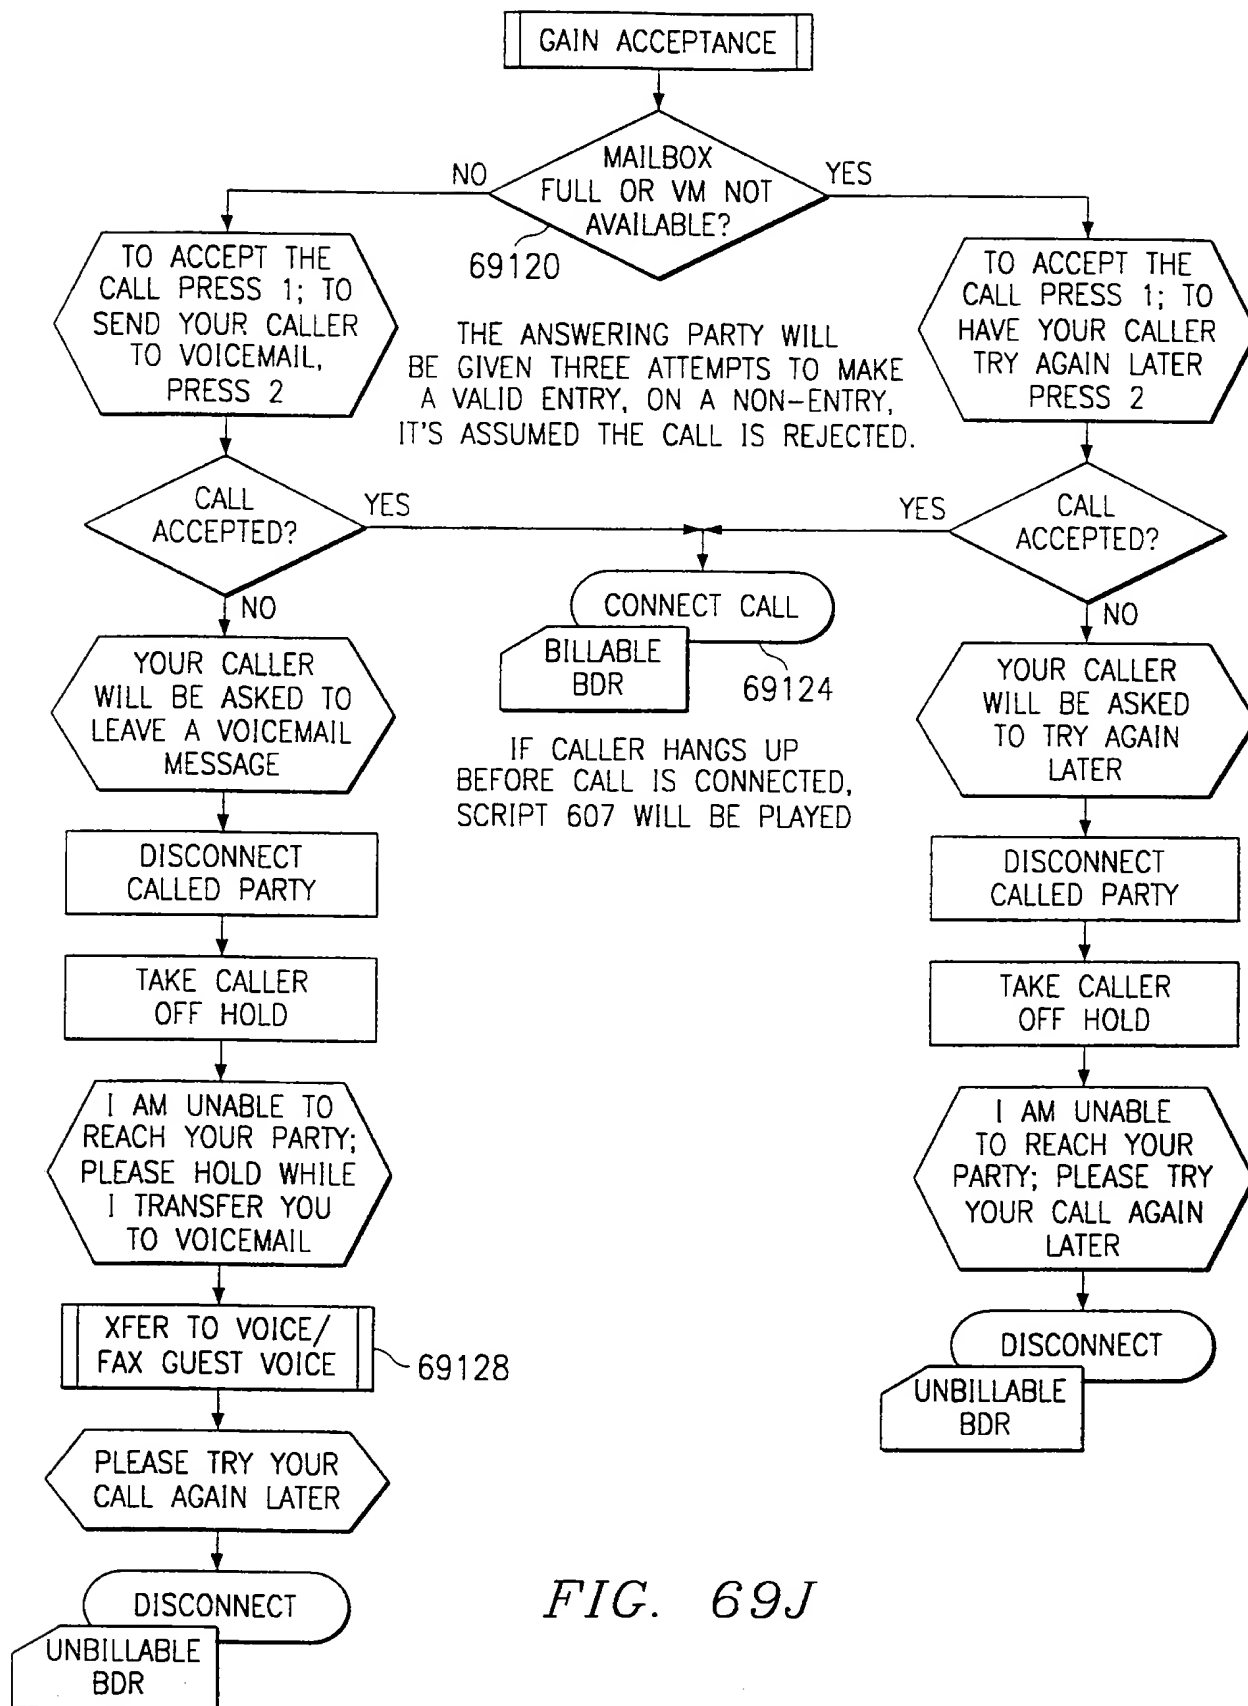 GAIN ACCEPTANCE
MAILBOX
FULL OR VM NOT
AVAILABLE?
NO
YES
69120
TO ACCEPT THE
CALL PRESS 1; TO
SEND YOUR CALLER
TO VOICEMAIL,
PRESS 2
THE ANSWERING PARTY WILL
BE GIVEN THREE ATTEMPTS TO MAKE
A VALID ENTRY, ON A NON-ENTRY,
IT'S ASSUMED THE CALL IS REJECTED.
TO ACCEPT THE
CALL PRESS 1; TO
HAVE YOUR CALLER
TRY AGAIN LATER
PRESS 2
CALL
ACCEPTED?
YES
YES
CALL
ACCEPTED?
NO
CONNECT CALL
BILLABLE
BDR
69124
NO
YOUR CALLER
WILL BE ASKED TO
LEAVE A VOICEMAIL
MESSAGE
IF CALLER HANGS UP
BEFORE CALL IS CONNECTED,
SCRIPT 607 WILL BE PLAYED
YOUR CALLER
WILL BE ASKED
TO TRY AGAIN
LATER
DISCONNECT
CALLED PARTY
DISCONNECT
CALLED PARTY
TAKE CALLER
OFF HOLD
TAKE CALLER
OFF HOLD
I AM UNABLE TO
REACH YOUR PARTY;
PLEASE HOLD WHILE
I TRANSFER YOU
TO VOICEMAIL
I AM UNABLE
TO REACH YOUR
PARTY; PLEASE TRY
YOUR CALL AGAIN
LATER
XFER TO VOICE/
FAX GUEST VOICE
69128
DISCONNECT
UNBILLABLE
BDR
PLEASE TRY YOUR
CALL AGAIN LATER
DISCONNECT
UNBILLABLE
BDR
FIG. 69J